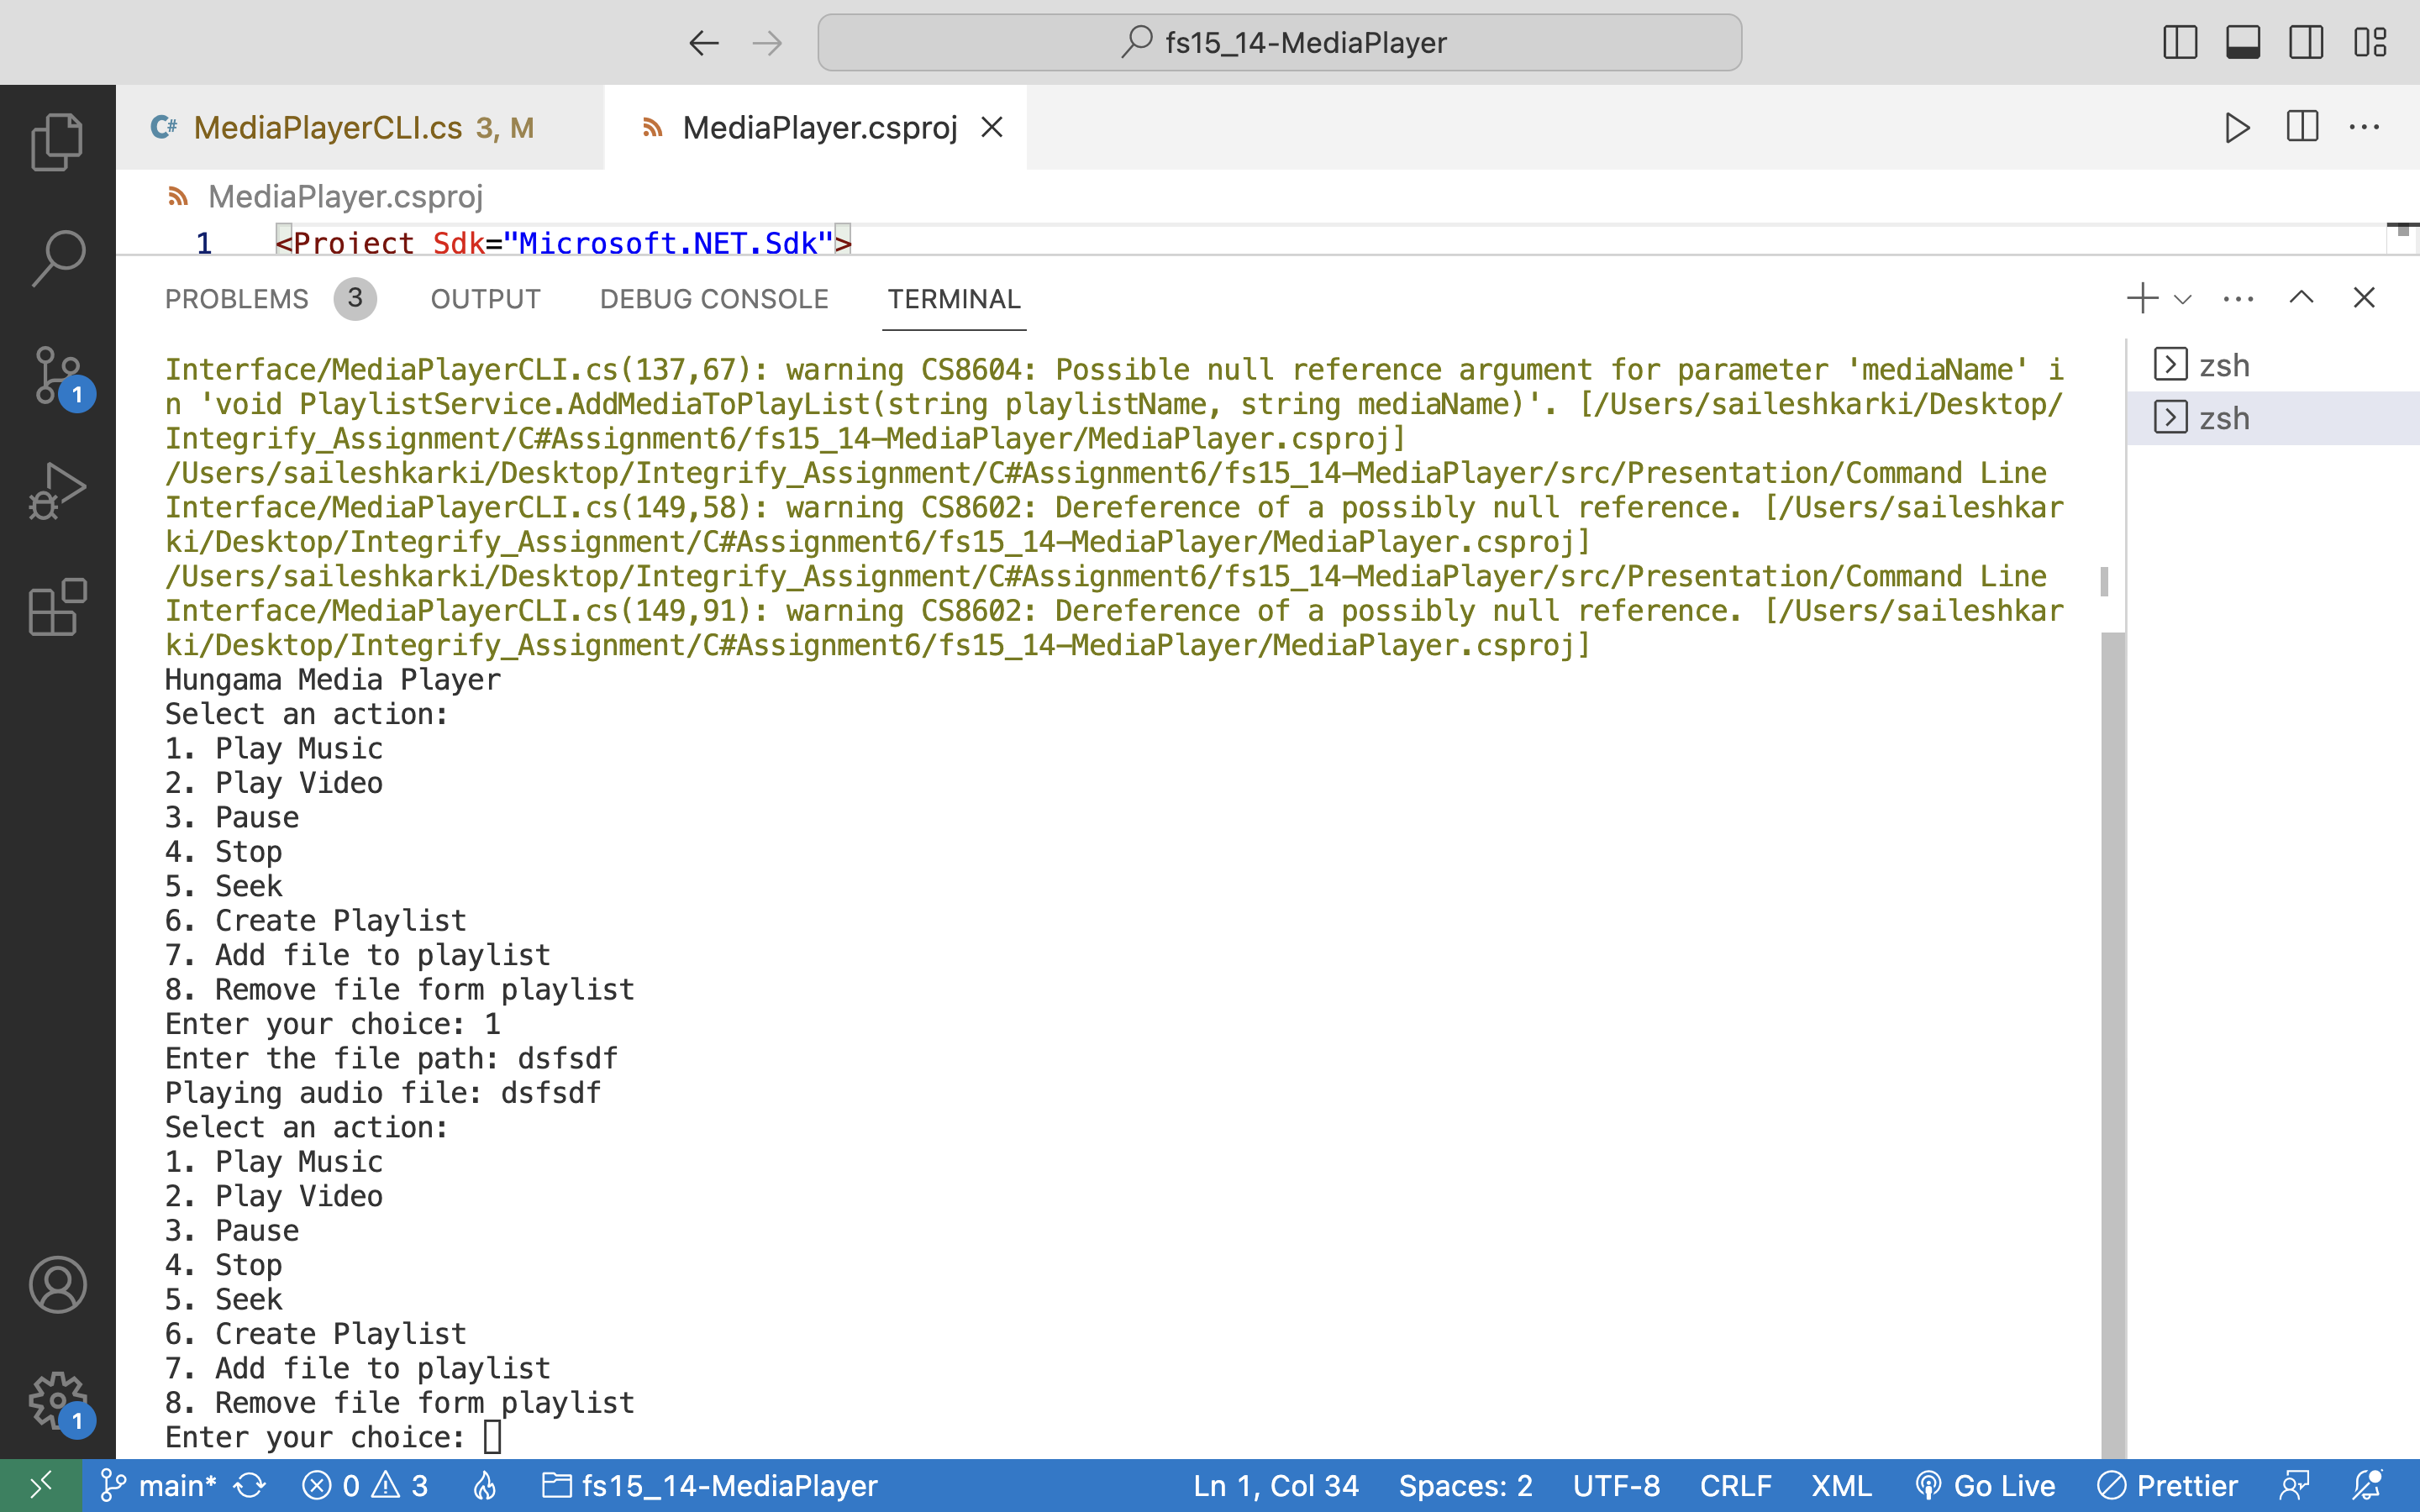 fs15_14-MediaPlayer
MediaPlayerCLI.cs 3, M
MediaPlayer.csproj
MediaPlayer.csproj
1 <Project Sdk="Microsoft.NET.Sdk">
PROBLEMS 3 OUTPUT DEBUG CONSOLE TERMINAL
zsh
zsh
Interface/MediaPlayerCLI.cs(137,67): warning CS8604: Possible null reference argument for parameter 'mediaName' i
n 'void PlaylistService.AddMediaToPlayList(string playlistName, string mediaName)'. [/Users/saileshkarki/Desktop/
Integrify_Assignment/C#Assignment6/fs15_14-MediaPlayer/MediaPlayer.csproj]
/Users/saileshkarki/Desktop/Integrify_Assignment/C#Assignment6/fs15_14-MediaPlayer/src/Presentation/Command Line
Interface/MediaPlayerCLI.cs(149,58): warning CS8602: Dereference of a possibly null reference. [/Users/saileshkar
ki/Desktop/Integrify_Assignment/C#Assignment6/fs15_14-MediaPlayer/MediaPlayer.csproj]
/Users/saileshkarki/Desktop/Integrify_Assignment/C#Assignment6/fs15_14-MediaPlayer/src/Presentation/Command Line
Interface/MediaPlayerCLI.cs(149,91): warning CS8602: Dereference of a possibly null reference. [/Users/saileshkar
ki/Desktop/Integrify_Assignment/C#Assignment6/fs15_14-MediaPlayer/MediaPlayer.csproj]
Hungama Media Player
Select an action:
1. Play Music
2. Play Video
3. Pause
4. Stop
5. Seek
6. Create Playlist
7. Add file to playlist
8. Remove file form playlist
Enter your choice: 1
Enter the file path: dsfsdf
Playing audio file: dsfsdf
Select an action:
1. Play Music
2. Play Video
3. Pause
4. Stop
5. Seek
6. Create Playlist
7. Add file to playlist
8. Remove file form playlist
Enter your choice:
1
1
main* 0 3 fs15_14-MediaPlayer Ln 1, Col 34 Spaces: 2 UTF-8 CRLF XML Go Live Prettier